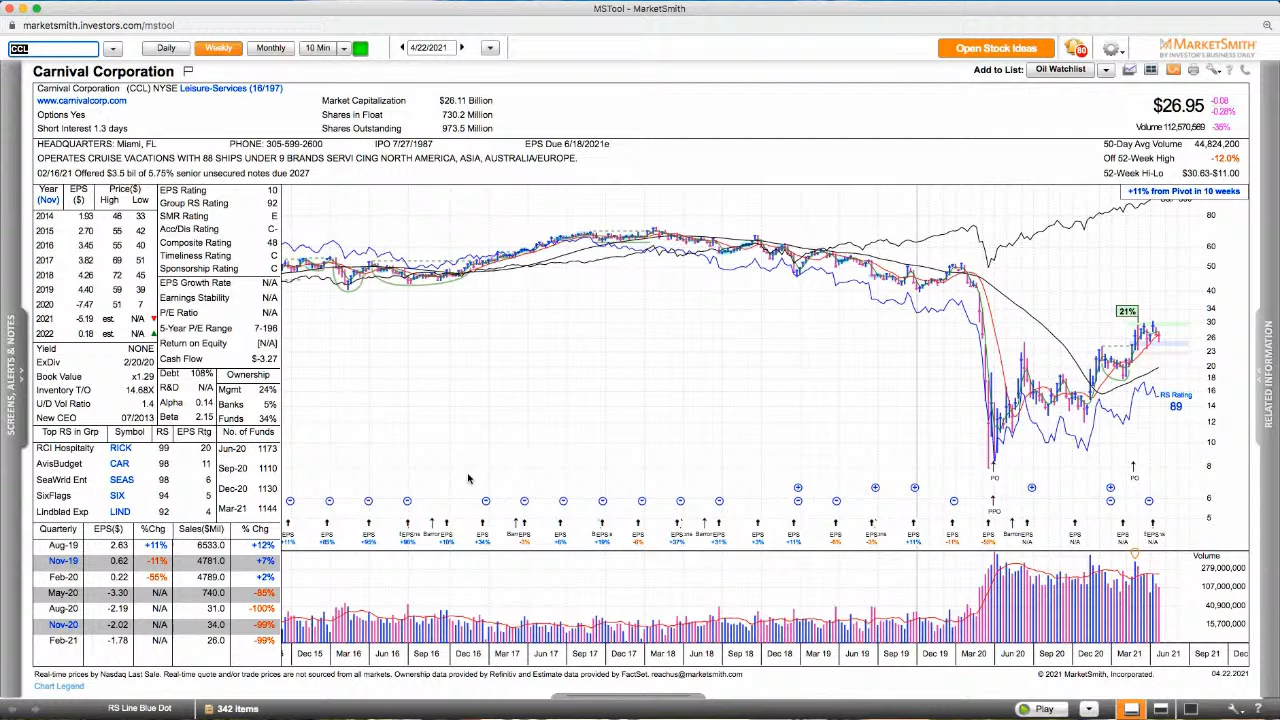 MSTool – MarketSmith
marketsmith.investors.com/mstool
CCL Daily Weekly Monthly 10 Min 4/22/2021 Open Stock Ideas 80 MARKETSMITH
BY INVESTOR'S BUSINESS DAILY
Carnival Corporation Add to List: Oil Watchlist
Carnival Corporation (CCL) NYSE Leisure-Services (16/197)
www.carnivalcorp.com Market Capitalization $26.11 Billion $26.95 -0.08 -0.28%
Options Yes Shares in Float 730.2 Million
Short Interest 1.3 days Shares Outstanding 973.5 Million Volume 112,570,569 -35%
HEADQUARTERS: Miami, FL PHONE: 305-599-2600 IPO 7/27/1987 EPS Due 6/18/2021e 50-Day Avg Volume 44,824,200
OPERATES CRUISE VACATIONS WITH 88 SHIPS UNDER 9 BRANDS SERVI CING NORTH AMERICA, ASIA, AUSTRALIA/EUROPE. Off 52-Week High -12.0%
02/16/21 Offered $3.5 bil of 5.75% senior unsecured notes due 2027 52-Week Hi-Lo $30.63-$11.00
+11% from Pivot in 10 weeks
Year EPS Price($)
(Nov) ($) High Low
2014 1.93 46 33
2015 2.70 55 42
2016 3.45 55 40
2017 3.82 69 51
2018 4.26 72 45
2019 4.40 59 39
2020 -7.47 51 7
2021 -5.19 est. N/A
2022 0.18 est. N/A
Yield NONE
ExDiv 2/20/20
Book Value x1.29
Inventory T/O 14.68X
U/D Vol Ratio 1.4
New CEO 07/2013
EPS Rating 10
Group RS Rating 92
SMR Rating E
Acc/Dis Rating C-
Composite Rating 48
Timeliness Rating C
Sponsorship Rating C
EPS Growth Rate N/A
Earnings Stability N/A
P/E Ratio N/A
5-Year P/E Range 7-196
Return on Equity [N/A]
Cash Flow $-3.27
Debt 108%
R&D N/A
Alpha 0.14
Beta 2.15
Ownership
Mgmt 24%
Banks 5%
Funds 34%
Top RS in Grp Symbol RS EPS Rtg
RCI Hospitality RICK 99 20
AvisBudget CAR 98 11
SeaWrld Ent SEAS 98 6
SixFlags SIX 94 5
Lindbled Exp LIND 92 4
No. of Funds
Jun-20 1173
Sep-20 1110
Dec-20 1130
Mar-21 1144
Quarterly EPS($) %Chg Sales($Mil) % Chg
Aug-19 2.63 +11% 6533.0 +12%
Nov-19 0.62 -11% 4781.0 +7%
Feb-20 0.22 -55% 4789.0 +2%
May-20 -3.30 N/A 740.0 -85%
Aug-20 -2.19 N/A 31.0 -100%
Nov-20 -2.02 N/A 34.0 -99%
Feb-21 -1.78 N/A 26.0 -99%
80
60
50
40
34
30
26
23
20
18
16
14
12
10
8
6
5
21%
RS Rating
89
PO PO
PPO
Volume
279,000,000
107,000,000
40,900,000
15,700,000
Dec 15 Mar 16 Jun 16 Sep 16 Dec 16 Mar 17 Jun 17 Sep 17 Dec 17 Mar 18 Jun 18 Sep 18 Dec 18 Mar 19 Jun 19 Sep 19 Dec 19 Mar 20 Jun 20 Sep 20 Dec 20 Mar 21 Jun 21 Sep 21 Dec
Real-time prices by Nasdaq Last Sale. Real-time quote and/or trade prices are not sourced from all markets. Ownership data provided by Refinitiv and Estimate data provided by FactSet. reachus@marketsmith.com © 2021 MarketSmith, Incorporated. 04.22.2021
Chart Legend
RS Line Blue Dot 342 items Play
SCREENS, ALERTS & NOTES
RELATED INFORMATION